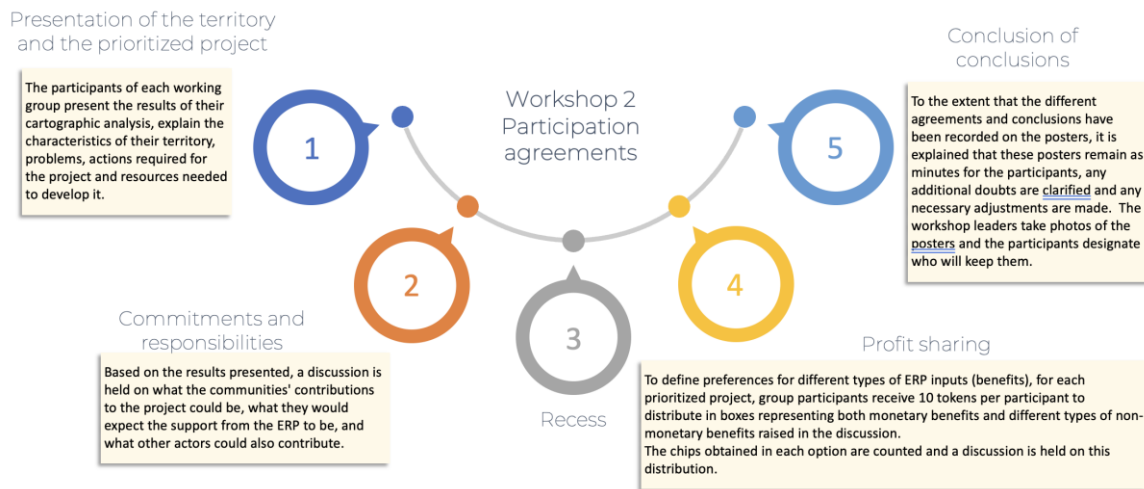 Workshop 2
Participation
agreements
Presentation of the territory
and the prioritized project
The participants of each working
group present the results of their
cartographic analysis, explain the
characteristics of their territory,
problems, actions required for
the project and resources needed
to develop it.
1
2
Commitments and
responsibilities
Based on the results presented, a discussion is
held on what the communities' contributions
to the project could be, what they would
expect the support from the ERP to be, and
what other actors could also contribute.
3
Recess
4
Profit sharing
To define preferences for different types of ERP inputs (benefits), for each
prioritized project, group participants receive 10 tokens per participant to
distribute in boxes representing both monetary benefits and different types of non-
monetary benefits raised in the discussion.
The chips obtained in each option are counted and a discussion is held on this
distribution.
5
Conclusion of
conclusions
To the extent that the different
agreements and conclusions have
been recorded on the posters, it is
explained that these posters remain as
minutes for the participants, any
additional doubts are clarified and any
necessary adjustments are made. The
workshop leaders take photos of the
posters and the participants designate
who will keep them.